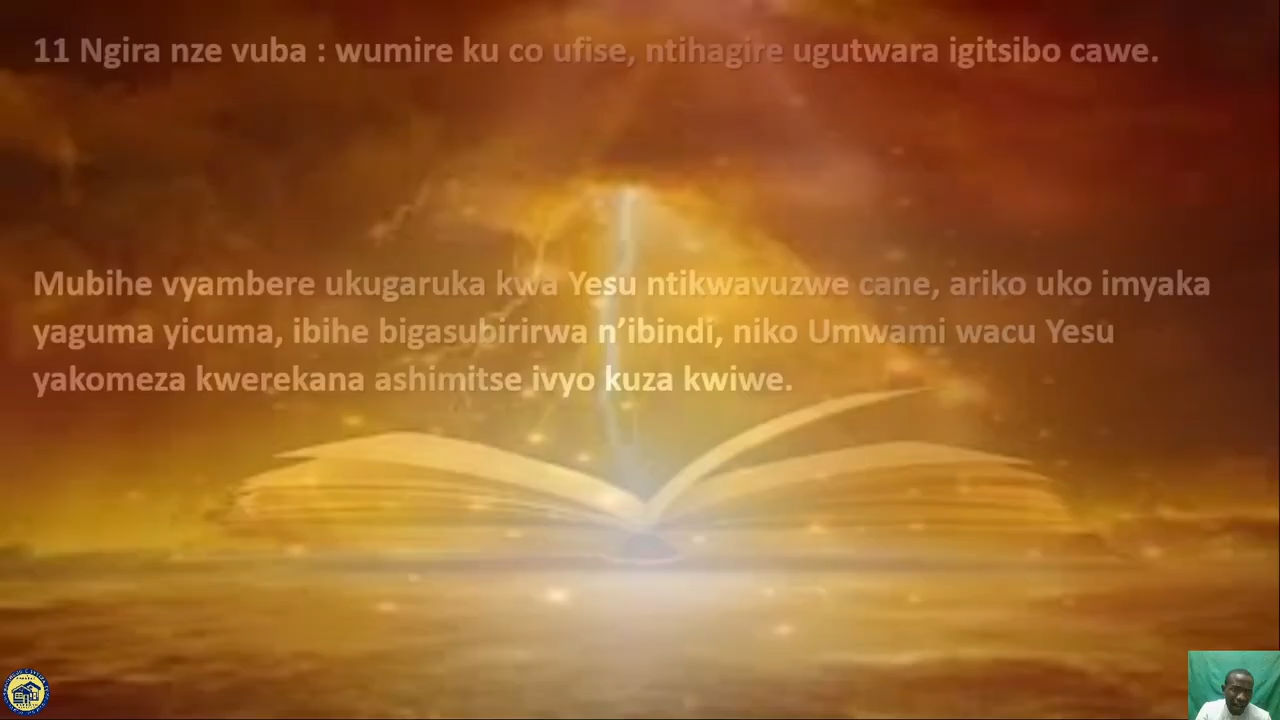 11 Ngira nze vuba : wumire ku co ufise, ntihagire ugutwara igitsibo cawe.
Mubihe vyambere ukugaruka kwa Yesu ntikwavuzwe cane, ariko uko imyaka
yaguma yicuma, ibihe bigasubirirwa n’ibindi, niko Umwami wacu Yesu
yakomeza kwerekana ashimitse ivyo kuza kwiwe.